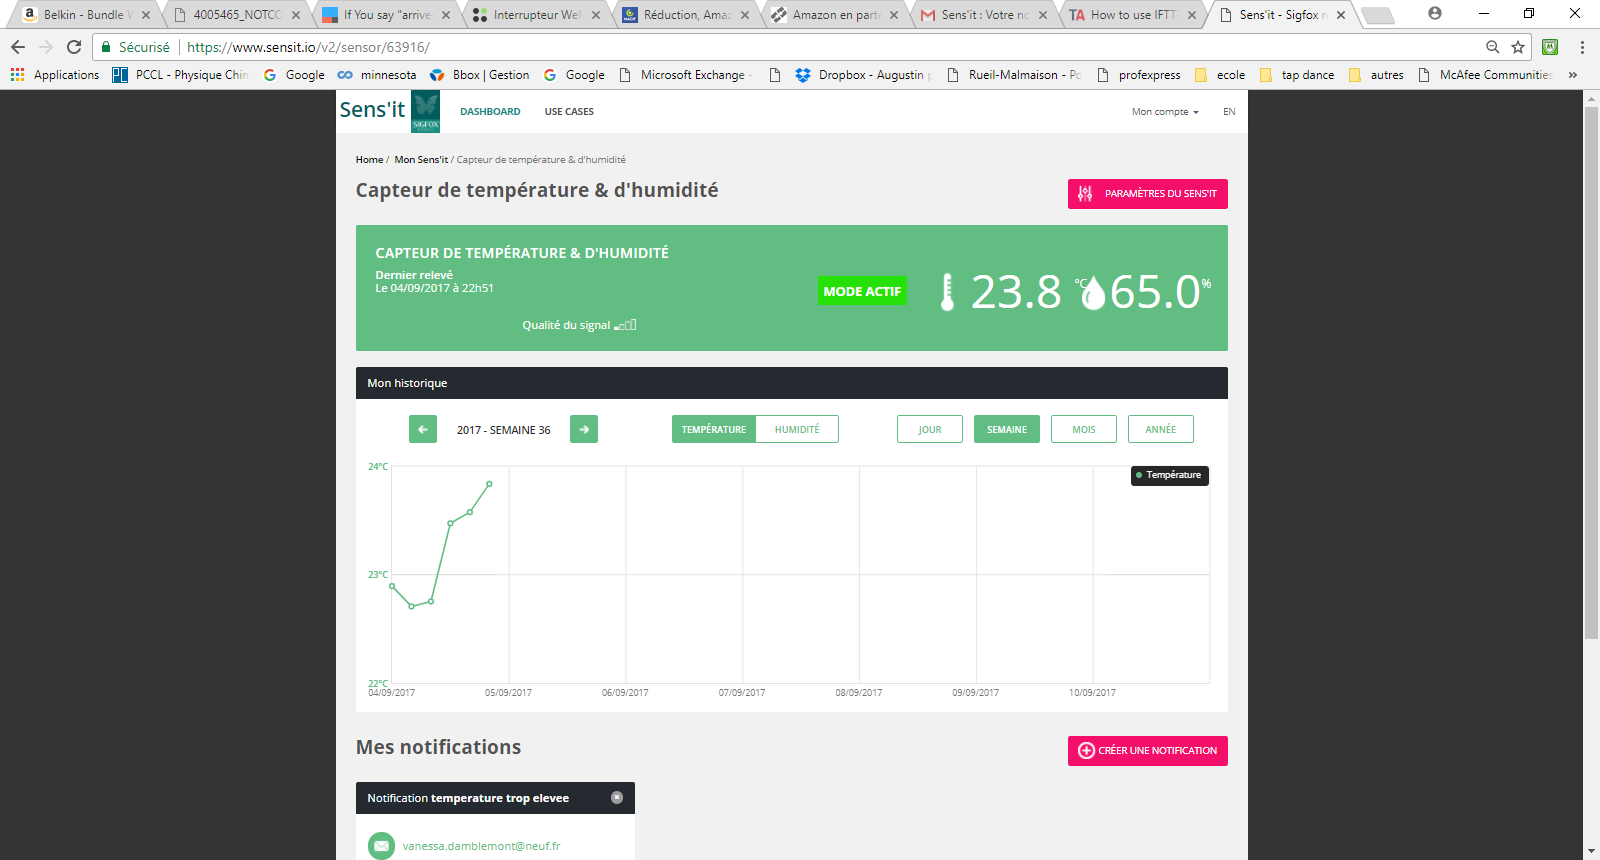 Belkin - Bundle W
4005465_NOTCO
If You say "arrive
Interrupteur We
Réduction, Amaz
Amazon en parte
Sens'it : Votre no
How to use IFTT
Sens'it - Sigfox r
Sécurisé https://www.sensit.io/v2/sensor/63916/
Applications
PCCL - Physique Chin
Google
minnesota
Bbox | Gestion
Google
Microsoft Exchange -
Dropbox - Augustin p
Rueil-Malmaison - Po
profexpress
ecole
tap dance
autres
McAfee Communities
»
Sens'it
SIGFOX
DASHBOARD
USE CASES
Mon compte
EN
Home / Mon Sens'it / Capteur de température & d'humidité
Capteur de température & d'humidité
PARAMÈTRES DU SENS'IT
CAPTEUR DE TEMPÉRATURE & D'HUMIDITÉ
Dernier relevé
Le 04/09/2017 à 22h51
MODE ACTIF
23.8 °C
65.0 %
Qualité du signal
Mon historique
2017 - SEMAINE 36
TEMPÉRATURE
HUMIDITÉ
JOUR
SEMAINE
MOIS
ANNÉE
24°C
Température
23°C
22°C
04/09/2017
05/09/2017
06/09/2017
07/09/2017
08/09/2017
09/09/2017
10/09/2017
Mes notifications
CRÉER UNE NOTIFICATION
Notification temperature trop elevee
vanessa.damblemont@neuf.fr